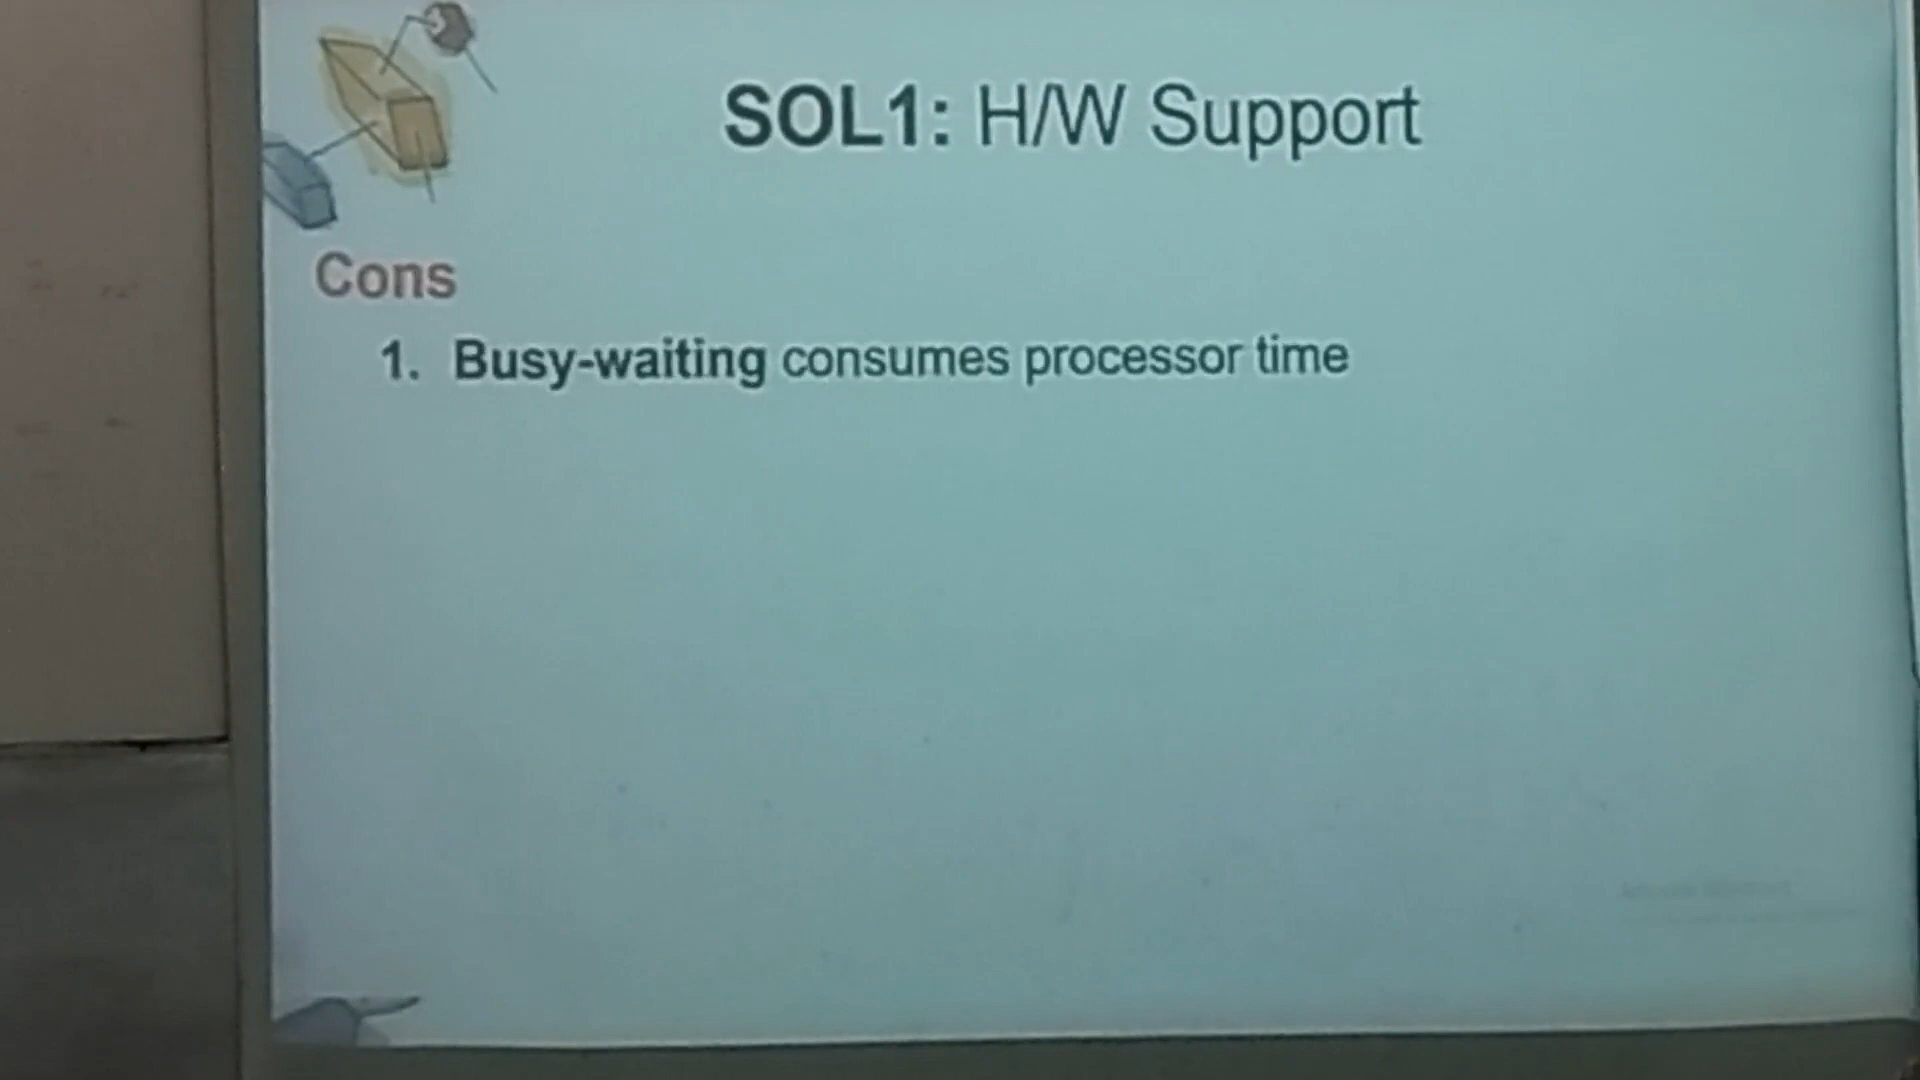 SOL1: H/W Support
Cons
1. Busy-waiting consumes processor time